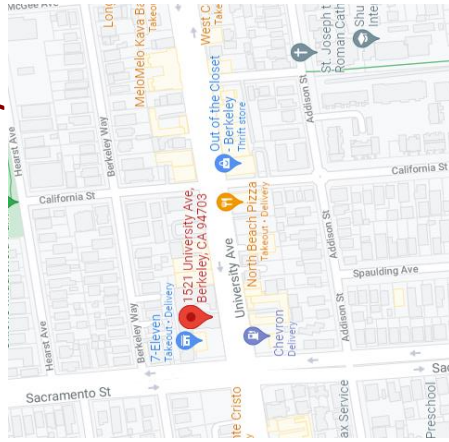 McGee Ave
MeloMelo Kava Ba
Takeout
Long
West C
Takeout
Out of the Closet
- Berkeley
Thrift store
St. Joseph t
Roman Cath
Shu
Inter
Hearst Ave
Berkeley Way
Addison St
California St
California St
1521 University Ave,
Berkeley, CA 94703
North Beach Pizza
Takeout • Delivery
University Ave
Addison St
Spaulding Ave
7-Eleven
Takeout • Delivery
Chevron
Delivery
Hearst Ave
Berkeley Way
Addison St
Sacramento St
Sac
nte Cristo
ax Service
Preschool